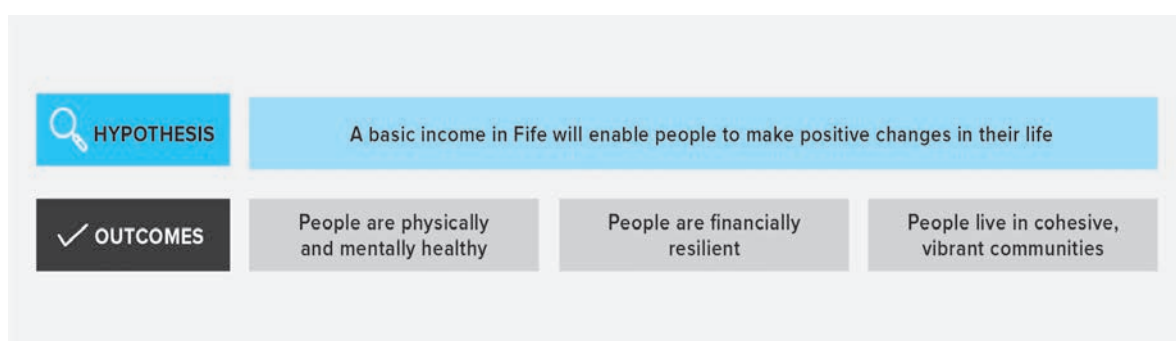 HYPOTHESIS
A basic income in Fife will enable people to make positive changes in their life
OUTCOMES
People are physically
and mentally healthy
People are financially
resilient
People live in cohesive,
vibrant communities